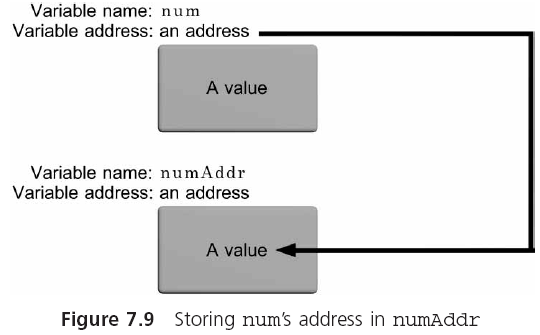 Variable name: num
Variable address: an address
A value
Variable name: numAddr
Variable address: an address
A value
Figure 7.9 Storing num's address in numAddr